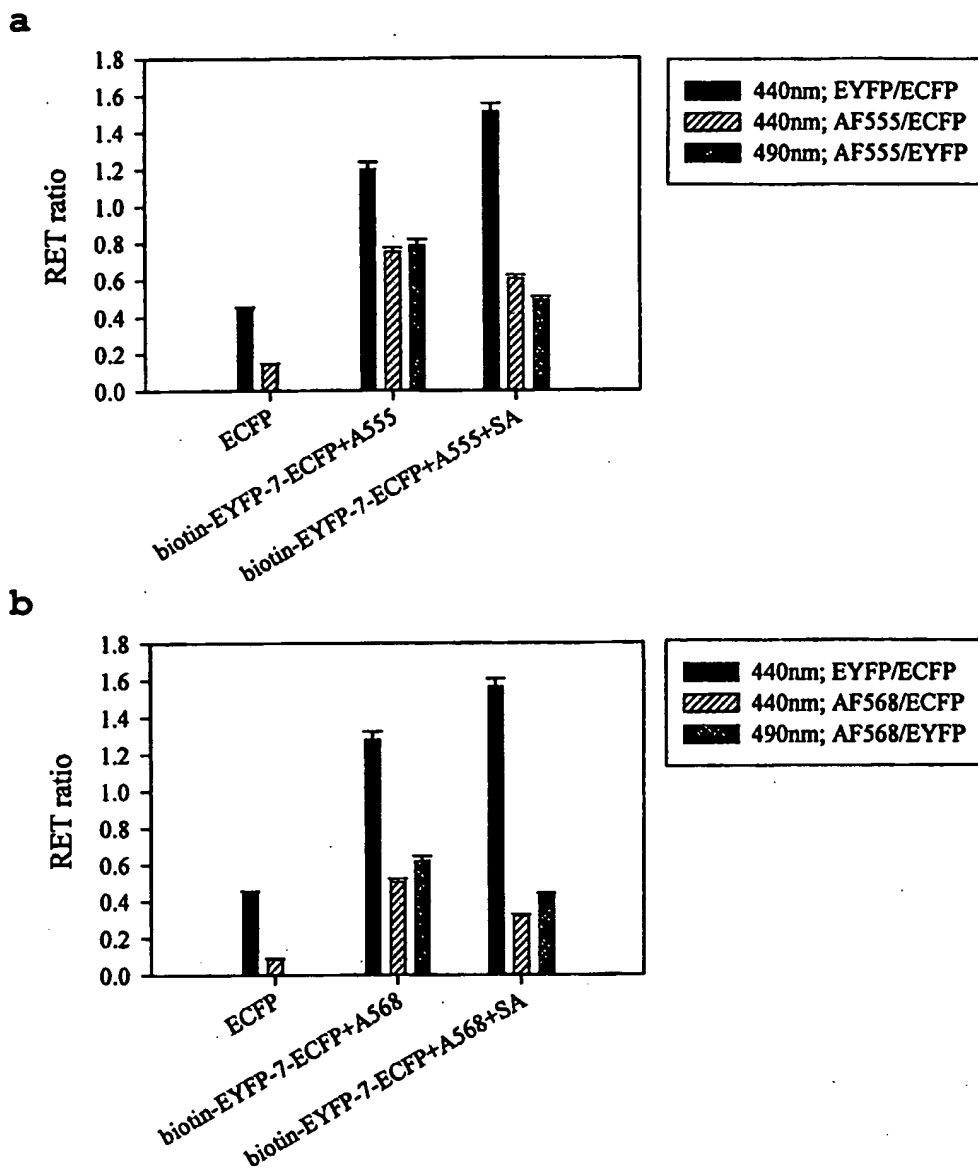 a
1.8
1.6
1.4
1.2
1.0
0.8
0.6
0.4
0.2
0.0
RET ratio
ECFP
biotin-EYFP-7-ECFP+A555
biotin-EYFP-7-ECFP+A555+SA
440nm; EYFP/ECFP
440nm; AF555/ECFP
490nm; AF555/EYFP
b
1.8
1.6
1.4
1.2
1.0
0.8
0.6
0.4
0.2
0.0
RET ratio
ECFP
biotin-EYFP-7-ECFP+A568
biotin-EYFP-7-ECFP+A568+SA
440nm; EYFP/ECFP
440nm; AF568/ECFP
490nm; AF568/EYFP